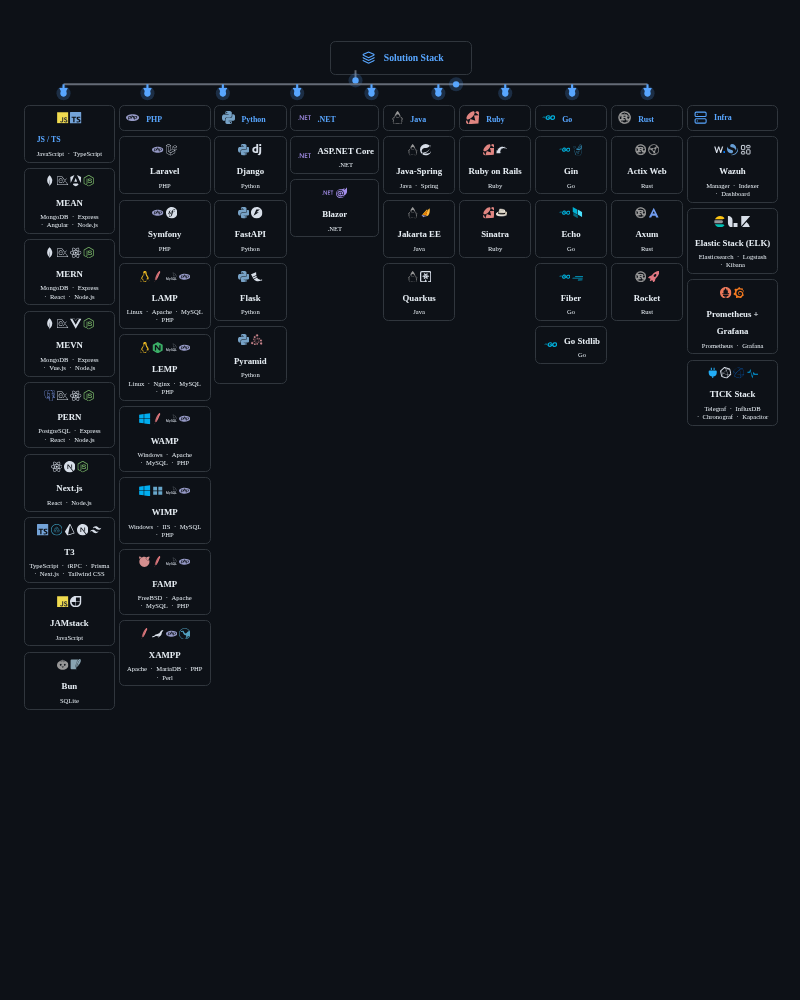 Solution Stack
JS / TS
JavaScript · TypeScript
MEAN
MongoDB · Express
· Angular · Node.js
MERN
MongoDB · Express
· React · Node.js
MEVN
MongoDB · Express
· Vue.js · Node.js
PERN
PostgreSQL · Express
· React · Node.js
Next.js
React · Node.js
T3
TypeScript · tRPC · Prisma
· Next.js · Tailwind CSS
JAMstack
JavaScript
Bun
SQLite
PHP
Laravel
PHP
Symfony
PHP
LAMP
Linux · Apache · MySQL
· PHP
LEMP
Linux · Nginx · MySQL
· PHP
WAMP
Windows · Apache
· MySQL · PHP
WIMP
Windows · IIS · MySQL
· PHP
FAMP
FreeBSD · Apache
· MySQL · PHP
XAMPP
Apache · MariaDB · PHP
· Perl
Python
Django
Python
FastAPI
Python
Flask
Python
Pyramid
Python
.NET
ASP.NET Core
.NET
Blazor
.NET
Java
Java-Spring
Java · Spring
Jakarta EE
Java
Quarkus
Java
Ruby
Ruby on Rails
Ruby
Sinatra
Ruby
Go
Gin
Go
Echo
Go
Fiber
Go
Go Stdlib
Go
Rust
Actix Web
Rust
Axum
Rust
Rocket
Rust
Infra
Wazuh
Manager · Indexer
· Dashboard
Elastic Stack (ELK)
Elasticsearch · Logstash
· Kibana
Prometheus +
Grafana
Prometheus · Grafana
TICK Stack
Telegraf · InfluxDB
· Chronograf · Kapacitor